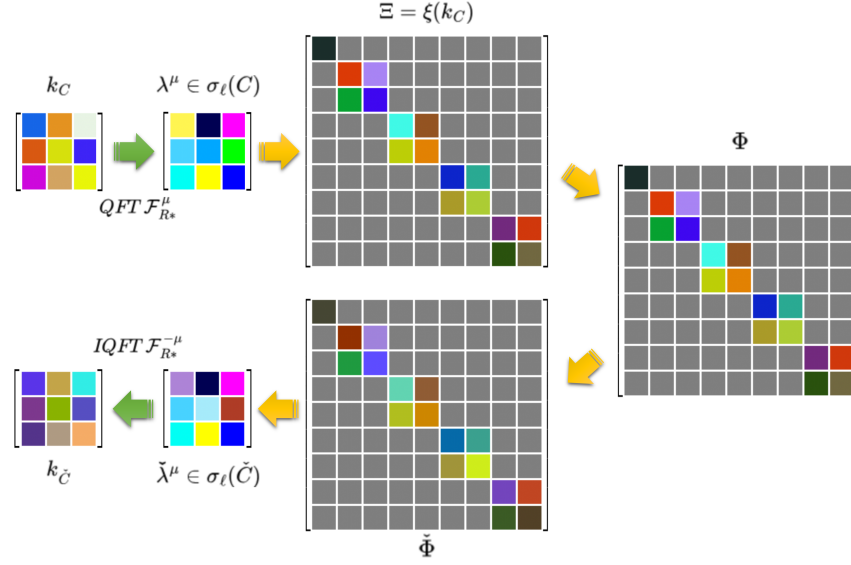 Ξ = ξ(k_C)
k_C
λ^μ ∈ σ_ℓ(C)
QFT 𝓕^μ_{R*}
Φ
IQFT 𝓕^{-μ}_{R*}
k_Č
λ̌^μ ∈ σ_ℓ(Č)
Φ̌